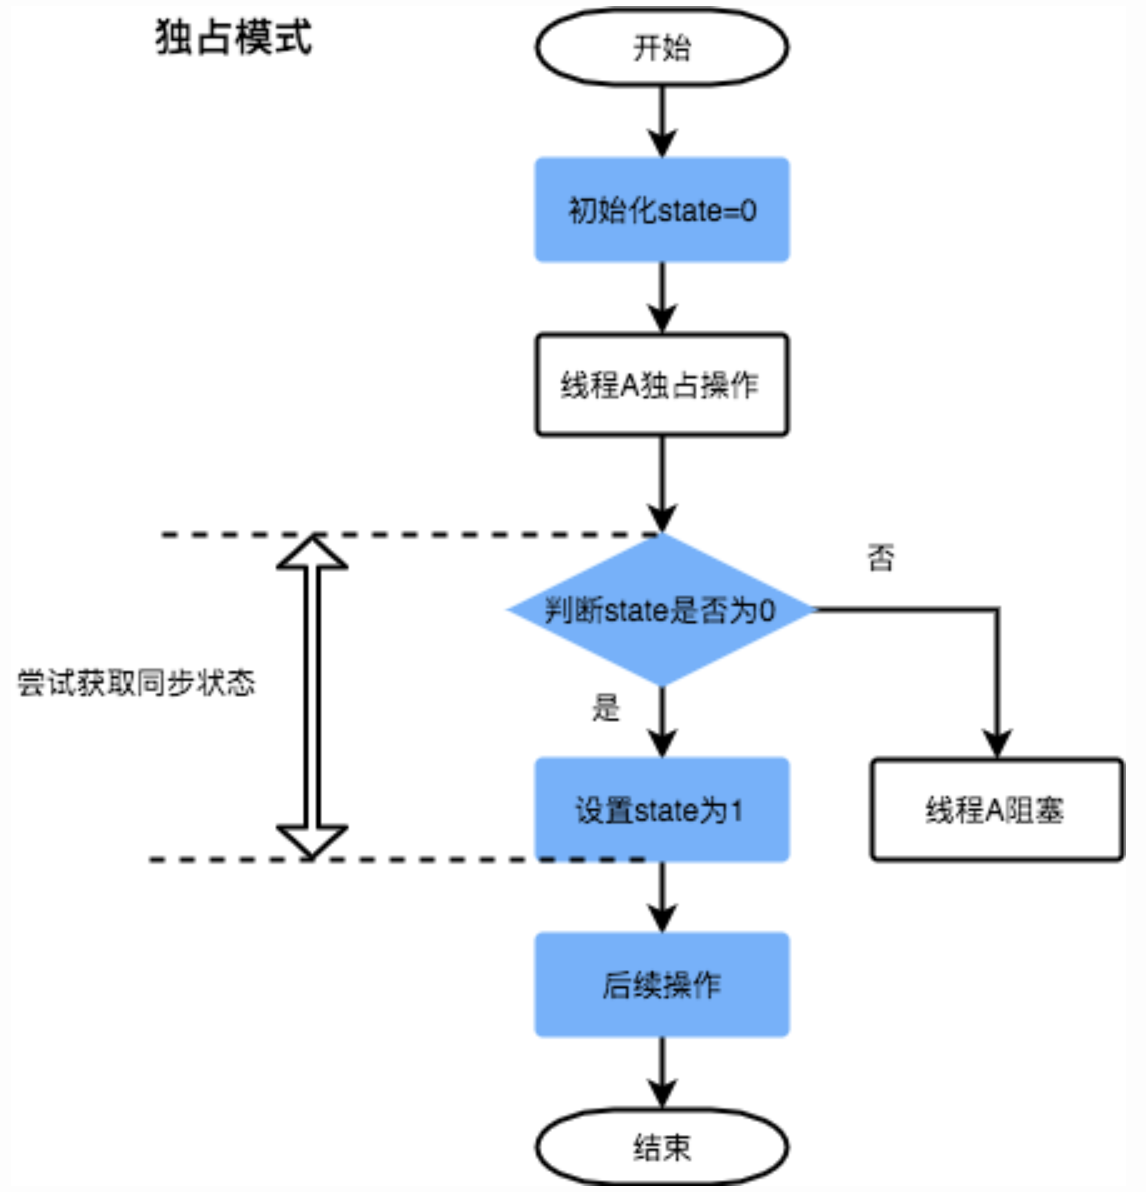 独占模式
开始
初始化state=0
线程A独占操作
判断state是否为0
否
尝试获取同步状态
是
设置state为1
线程A阻塞
后续操作
结束